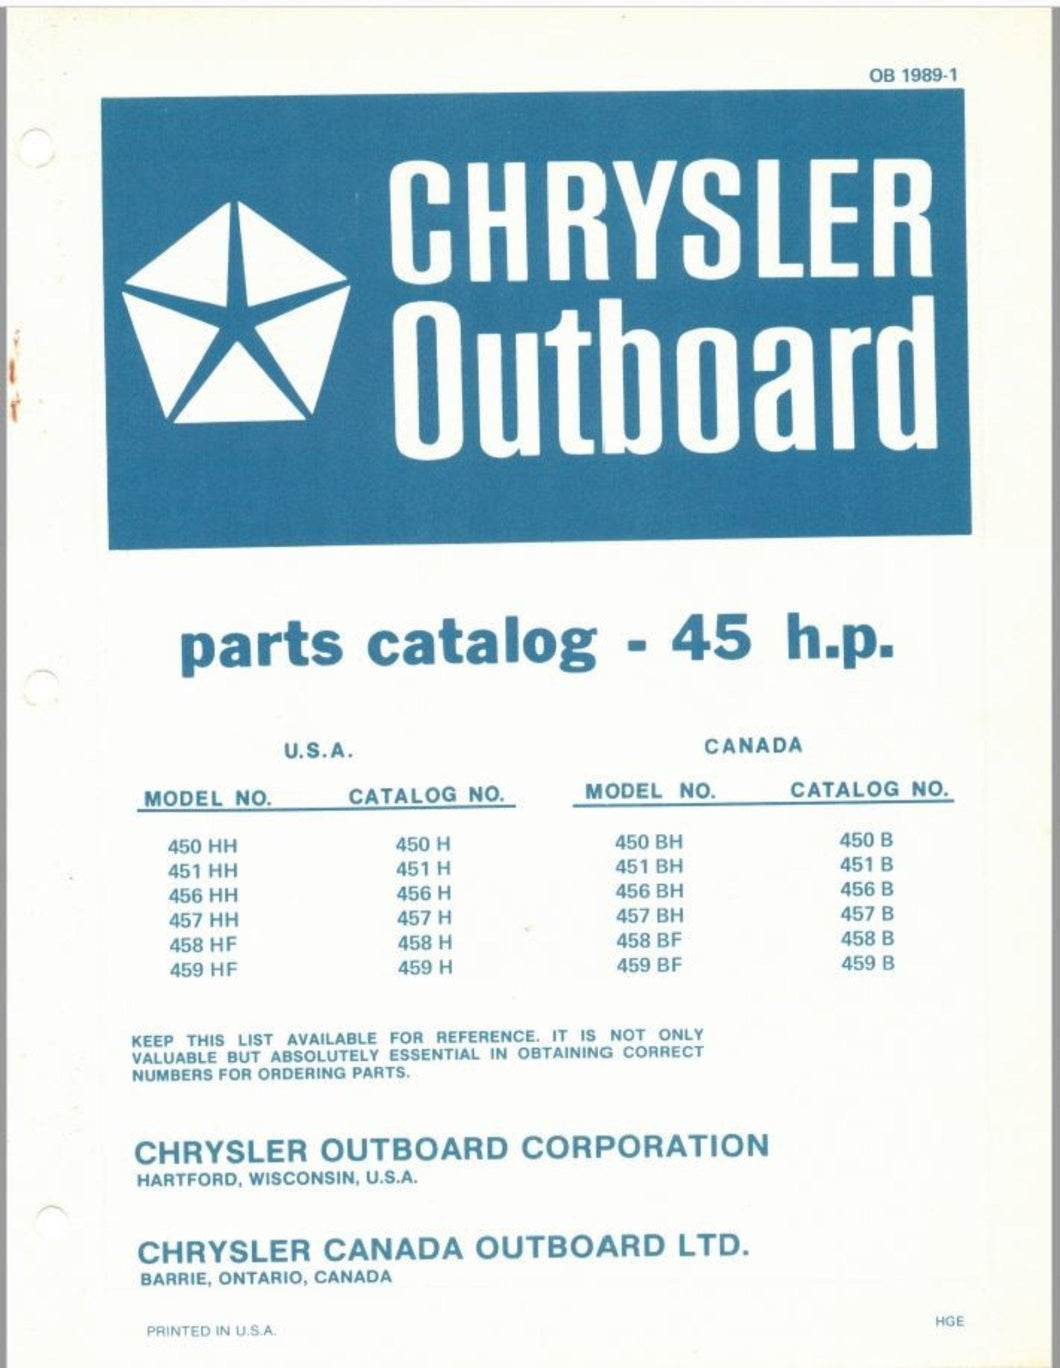 OB 1989-1
CHRYSLER
Outboard
parts catalog - 45 h.p.
U.S.A. CANADA
MODEL NO. CATALOG NO. MODEL NO. CATALOG NO.
450 HH 450 H 450 BH 450 B
451 HH 451 H 451 BH 451 B
456 HH 456 H 456 BH 456 B
457 HH 457 H 457 BH 457 B
458 HF 458 H 458 BF 458 B
459 HF 459 H 459 BF 459 B
KEEP THIS LIST AVAILABLE FOR REFERENCE. IT IS NOT ONLY
VALUABLE BUT ABSOLUTELY ESSENTIAL IN OBTAINING CORRECT
NUMBERS FOR ORDERING PARTS.
CHRYSLER OUTBOARD CORPORATION
HARTFORD, WISCONSIN, U.S.A.
CHRYSLER CANADA OUTBOARD LTD.
BARRIE, ONTARIO, CANADA
PRINTED IN U.S.A. HGE